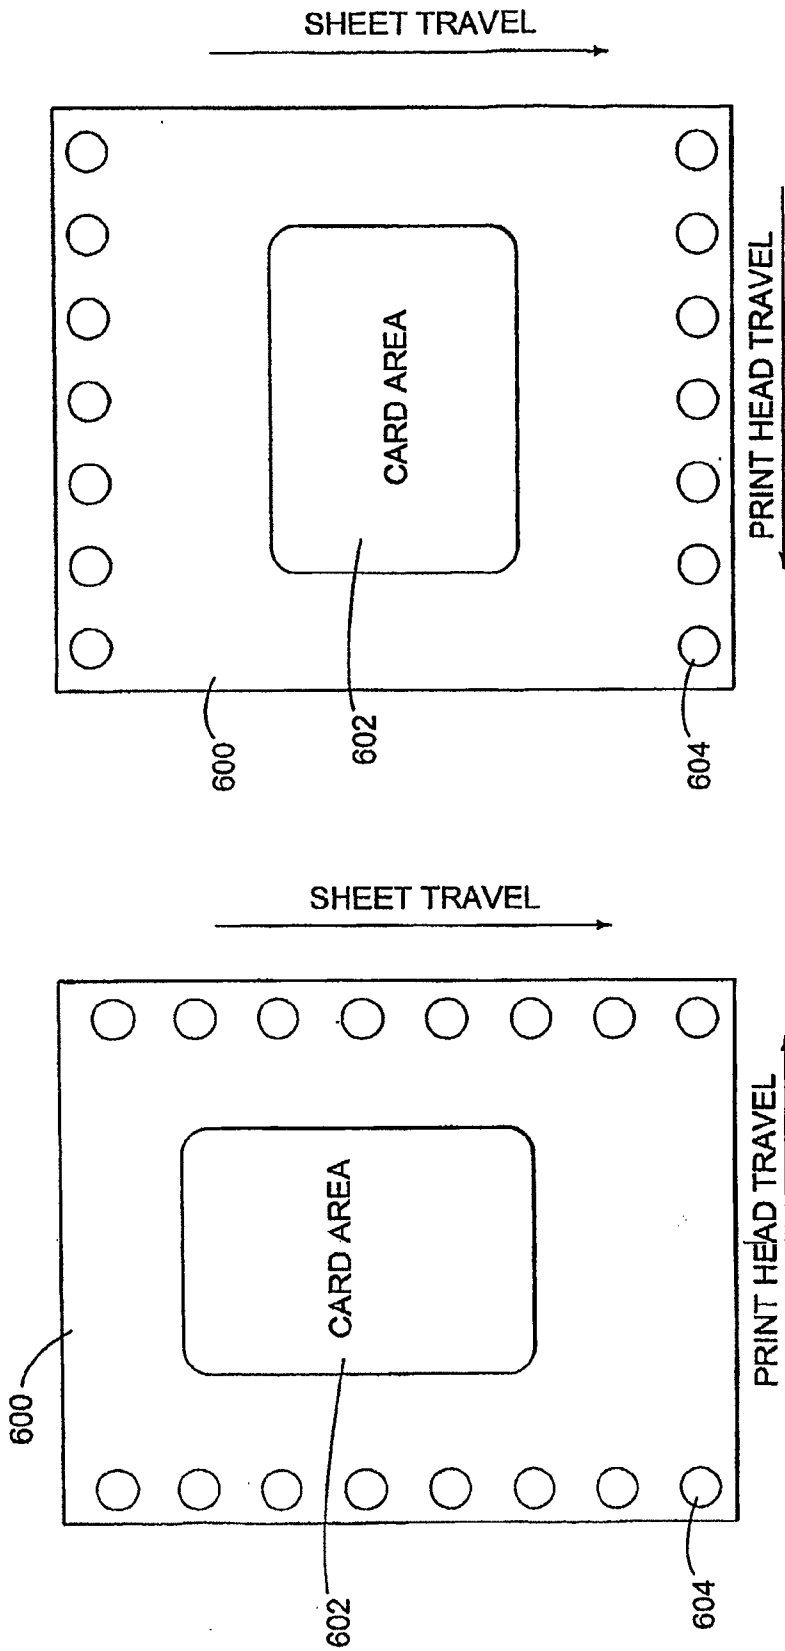 SHEET TRAVEL
CARD AREA
PRINT HEAD TRAVEL
600
602
604
SHEET TRAVEL
CARD AREA
PRINT HEAD TRAVEL
600
602
604